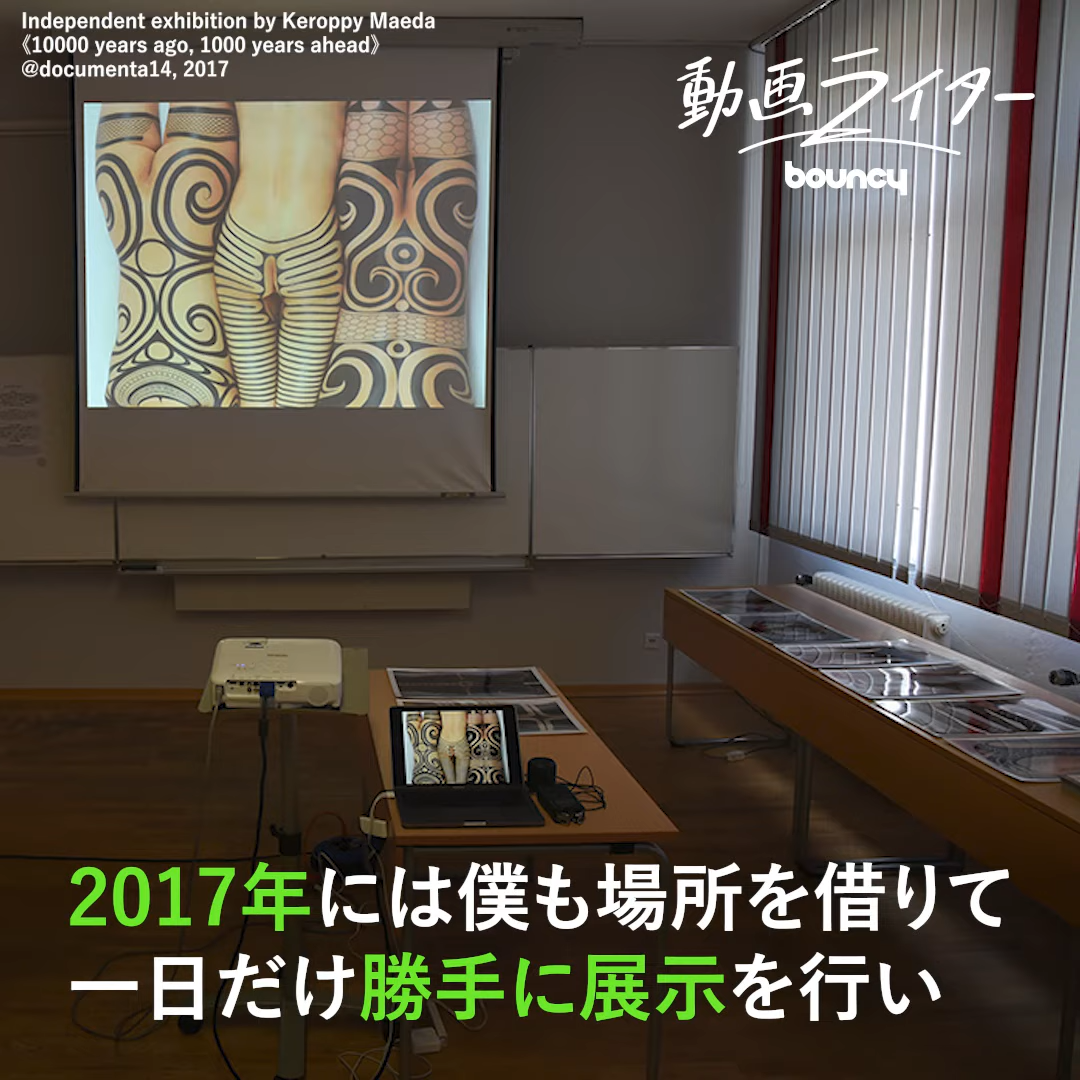 Independent exhibition by Keroppy Maeda
《10000 years ago, 1000 years ahead》
@documenta14, 2017
動画ライター
bouncy
2017年には僕も場所を借りて
一日だけ勝手に展示を行い